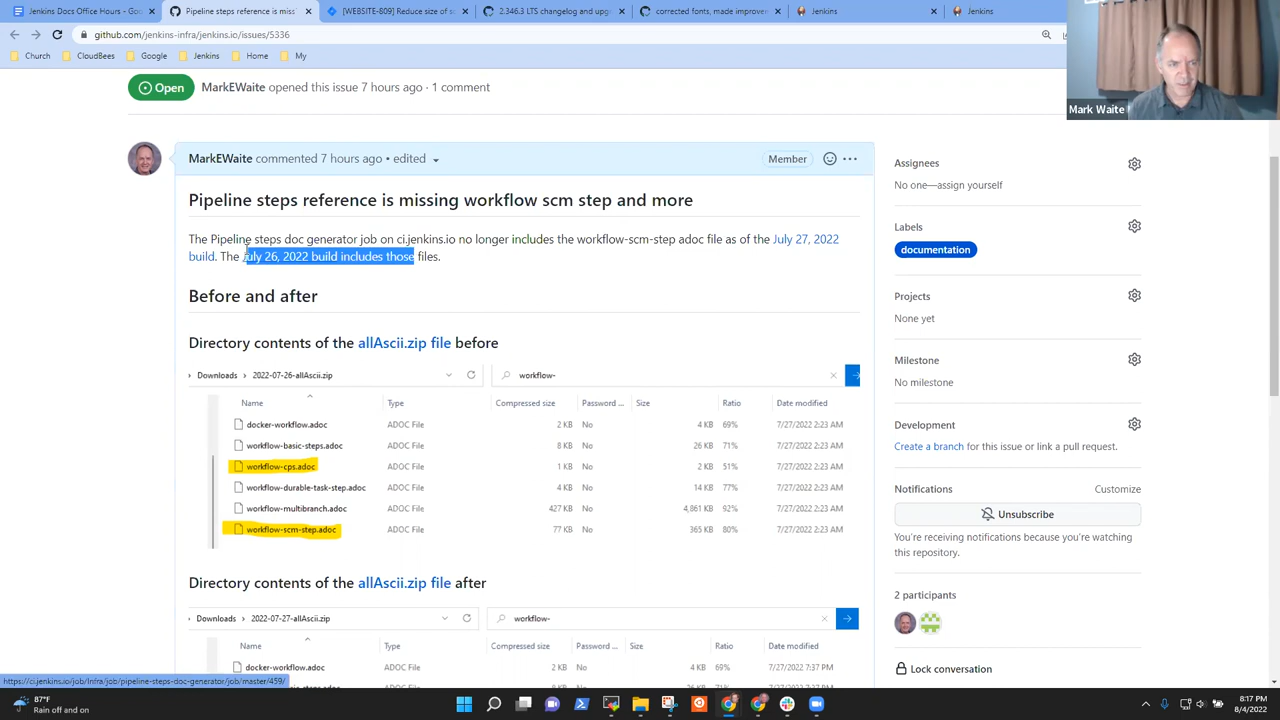 Jenkins Docs Office Hours - Goo
Pipeline steps reference is miss
[WEBSITE-809] Reduce size of sc
2.346.3 LTS changelog and upg
corrected fonts, made improvem
Jenkins
Jenkins
github.com/jenkins-infra/jenkins.io/issues/5336
Church
CloudBees
Google
Jenkins
Home
My
Mark Waite
Open
MarkEWaite opened this issue 7 hours ago · 1 comment
MarkEWaite commented 7 hours ago • edited
Member
Pipeline steps reference is missing workflow scm step and more
The Pipeline steps doc generator job on ci.jenkins.io no longer includes the workflow-scm-step adoc file as of the July 27, 2022
build. The July 26, 2022 build includes those files.
Before and after
Directory contents of the allAscii.zip file before
Downloads > 2022-07-26-allAscii.zip
workflow-
Name Type Compressed size Password ... Size Ratio Date modified
docker-workflow.adoc ADOC File 2 KB No 4 KB 69% 7/27/2022 2:23 AM
workflow-basic-steps.adoc ADOC File 8 KB No 26 KB 71% 7/27/2022 2:23 AM
workflow-cps.adoc ADOC File 1 KB No 2 KB 51% 7/27/2022 2:23 AM
workflow-durable-task-step.adoc ADOC File 4 KB No 14 KB 77% 7/27/2022 2:23 AM
workflow-multibranch.adoc ADOC File 427 KB No 4,861 KB 92% 7/27/2022 2:23 AM
workflow-scm-step.adoc ADOC File 77 KB No 365 KB 80% 7/27/2022 2:23 AM
Directory contents of the allAscii.zip file after
Downloads > 2022-07-27-allAscii.zip
workflow-
Name Type Compressed size Password ... Size Ratio Date modified
docker-workflow.adoc ADOC File 2 KB No 4 KB 69% 7/27/2022 7:37 PM
Assignees
No one—assign yourself
Labels
documentation
Projects
None yet
Milestone
No milestone
Development
Create a branch for this issue or link a pull request.
Notifications
Customize
Unsubscribe
You're receiving notifications because you're watching
this repository.
2 participants
Lock conversation
https://ci.jenkins.io/job/Infra/job/pipeline-steps-doc-generator/job/master/459/
87°F
Rain off and on
8:17 PM
8/4/2022